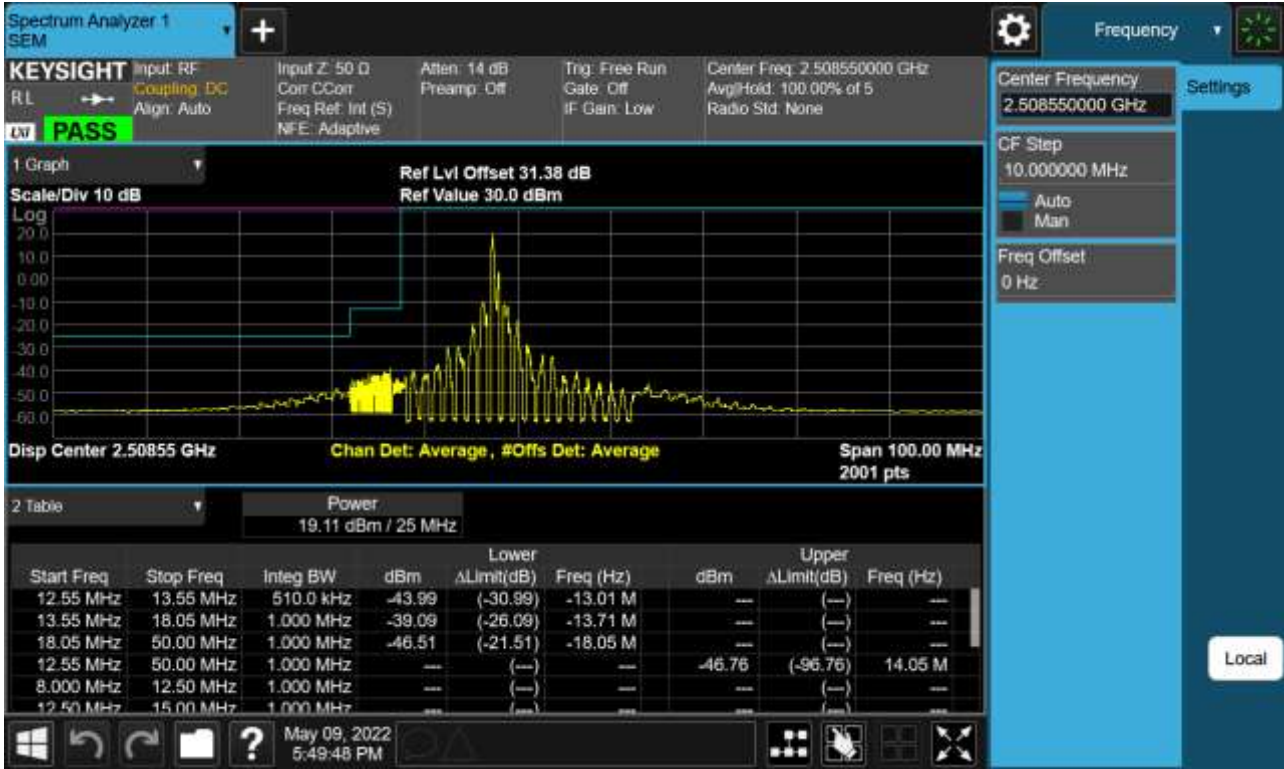 Spectrum Analyzer 1
SEM
+
Frequency
KEYSIGHT
RL
LXI
PASS
Input: RF
Coupling: DC
Align: Auto
Input Z: 50 Ω
Corr CCorr
Freq Ref: Int (S)
NFE: Adaptive
Atten: 14 dB
Preamp: Off
Trig: Free Run
Gate: Off
IF Gain: Low
Center Freq: 2.508550000 GHz
Avg|Hold: 100.00% of 5
Radio Std: None
Center Frequency
2.508550000 GHz
Settings
CF Step
10.000000 MHz
Auto
Man
Freq Offset
0 Hz
1 Graph
Ref Lvl Offset 31.38 dB
Scale/Div 10 dB
Ref Value 30.0 dBm
Log
20.0
10.0
0.00
-10.0
-20.0
-30.0
-40.0
-50.0
-60.0
Disp Center 2.50855 GHz
Chan Det: Average, #Offs Det: Average
Span 100.00 MHz
2001 pts
2 Table
Power
19.11 dBm / 25 MHz
Lower Upper
Start Freq Stop Freq Integ BW dBm ΔLimit(dB) Freq (Hz) dBm ΔLimit(dB) Freq (Hz)
12.55 MHz 13.55 MHz 510.0 kHz -43.99 (-30.99) -13.01 M --- (---) ---
13.55 MHz 18.05 MHz 1.000 MHz -39.09 (-26.09) -13.71 M --- (---) ---
18.05 MHz 50.00 MHz 1.000 MHz -46.51 (-21.51) -18.05 M --- (---) ---
12.55 MHz 50.00 MHz 1.000 MHz --- (---) --- -46.76 (-96.76) 14.05 M
8.000 MHz 12.50 MHz 1.000 MHz --- (---) --- --- (---) ---
12.50 MHz 15.00 MHz 1.000 MHz --- (---) --- --- (---) ---
Local
?
May 09, 2022
5:49:48 PM